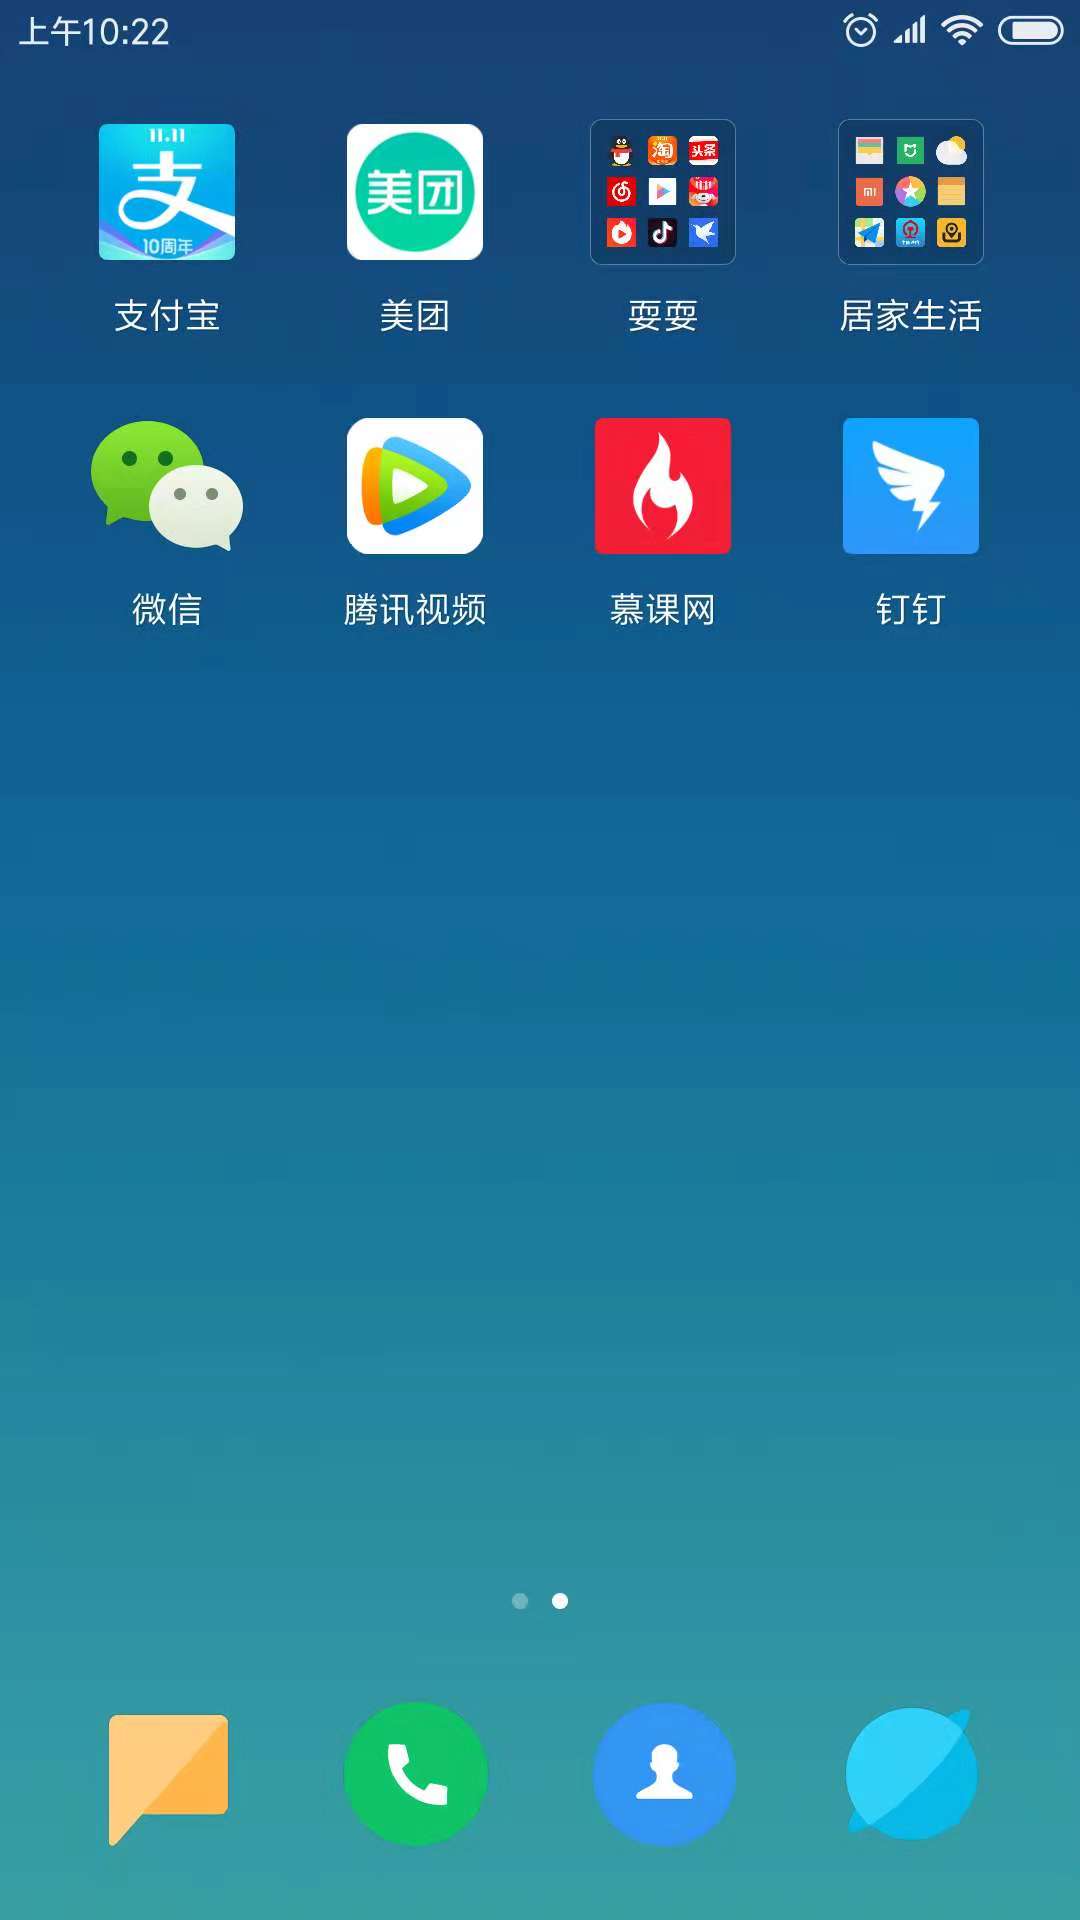 上午10:22
11.11
支
10周年
美团
淘
头条
mi
支付宝
美团
耍耍
居家生活
微信
腾讯视频
慕课网
钉钉